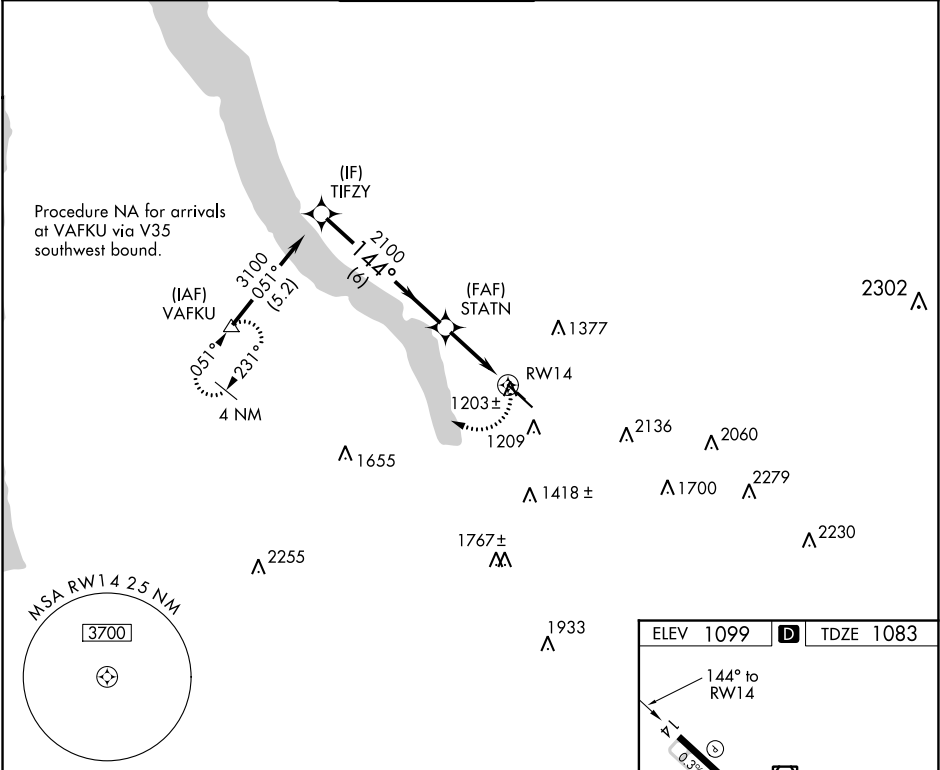 (IF)
TIFZY
Procedure NA for arrivals
at VAFKU via V35
southwest bound.
2100
144°
(6)
3100
051°
(5.2)
(IAF)
VAFKU
(FAF)
STATN
2302
1377
051°
231°
4 NM
RW14
1203±
1209
2136
2060
1655
1418 ±
1700
2279
1767±
2230
2255
MSA RW14 25 NM
3700
1933
ELEV 1099 D TDZE 1083
144° to
RW14
14
P
0.3%